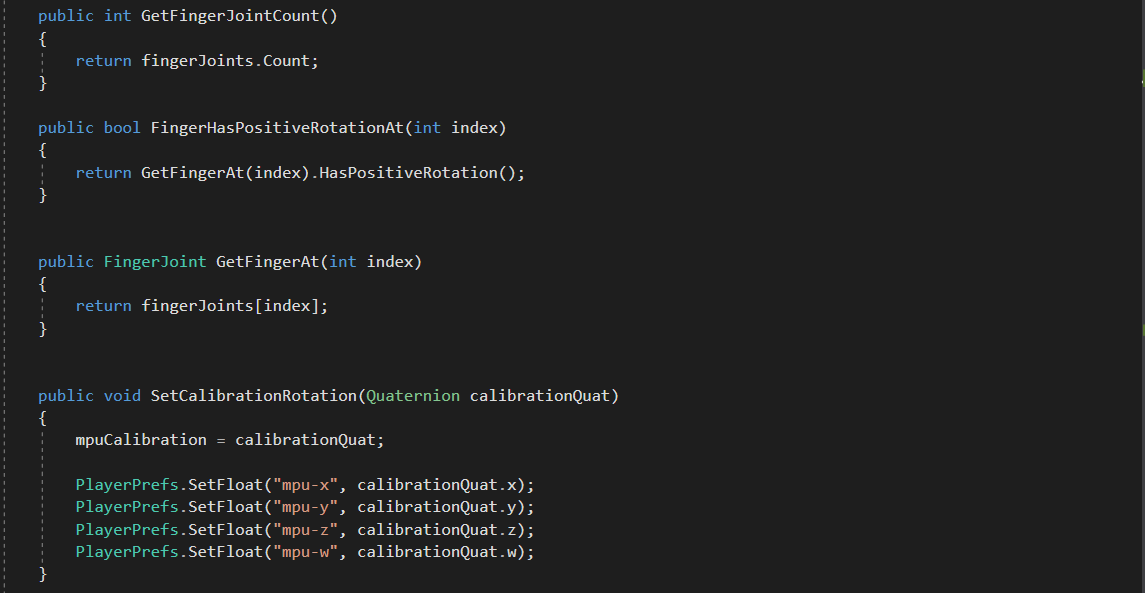 public int GetFingerJointCount()
{
return fingerJoints.Count;
}
public bool FingerHasPositiveRotationAt(int index)
{
return GetFingerAt(index).HasPositiveRotation();
}
public FingerJoint GetFingerAt(int index)
{
return fingerJoints[index];
}
public void SetCalibrationRotation(Quaternion calibrationQuat)
{
mpuCalibration = calibrationQuat;
PlayerPrefs.SetFloat("mpu-x", calibrationQuat.x);
PlayerPrefs.SetFloat("mpu-y", calibrationQuat.y);
PlayerPrefs.SetFloat("mpu-z", calibrationQuat.z);
PlayerPrefs.SetFloat("mpu-w", calibrationQuat.w);
}